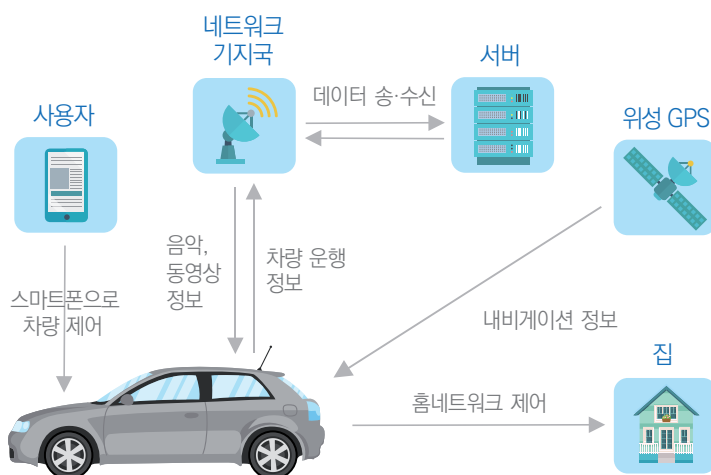 네트워크
기지국
서버
데이터 송·수신
사용자
위성 GPS
음악,
동영상
정보
차량 운행
정보
스마트폰으로
차량 제어
내비게이션 정보
집
홈네트워크 제어